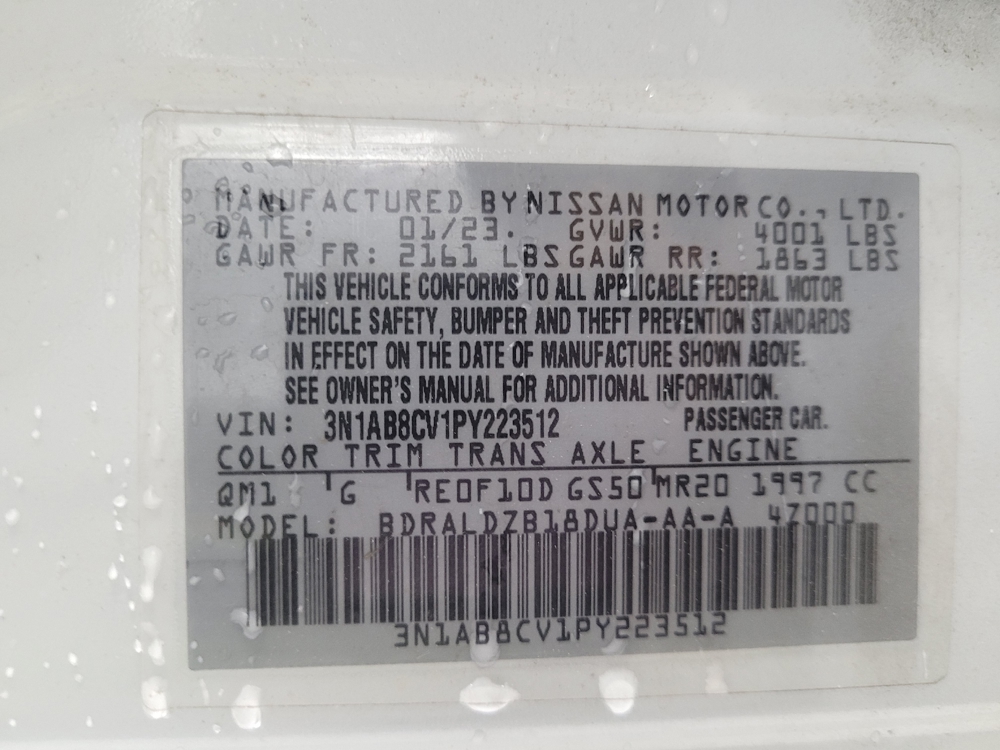 MANUFACTURED BY NISSAN MOTOR CO., LTD.
DATE: 01/23. GVWR: 4001 LBS
GAWR FR: 2161 LBS GAWR RR: 1863 LBS
THIS VEHICLE CONFORMS TO ALL APPLICABLE FEDERAL MOTOR
VEHICLE SAFETY, BUMPER AND THEFT PREVENTION STANDARDS
IN EFFECT ON THE DATE OF MANUFACTURE SHOWN ABOVE.
SEE OWNER'S MANUAL FOR ADDITIONAL INFORMATION.
VIN: 3N1AB8CV1PY223512 PASSENGER CAR.
COLOR TRIM TRANS AXLE ENGINE
QM1 G RE0F10D GS50 MR20 1997 CC
MODEL: BDRALDZB18DUA-AA-A 4Z000
3N1AB8CV1PY223512